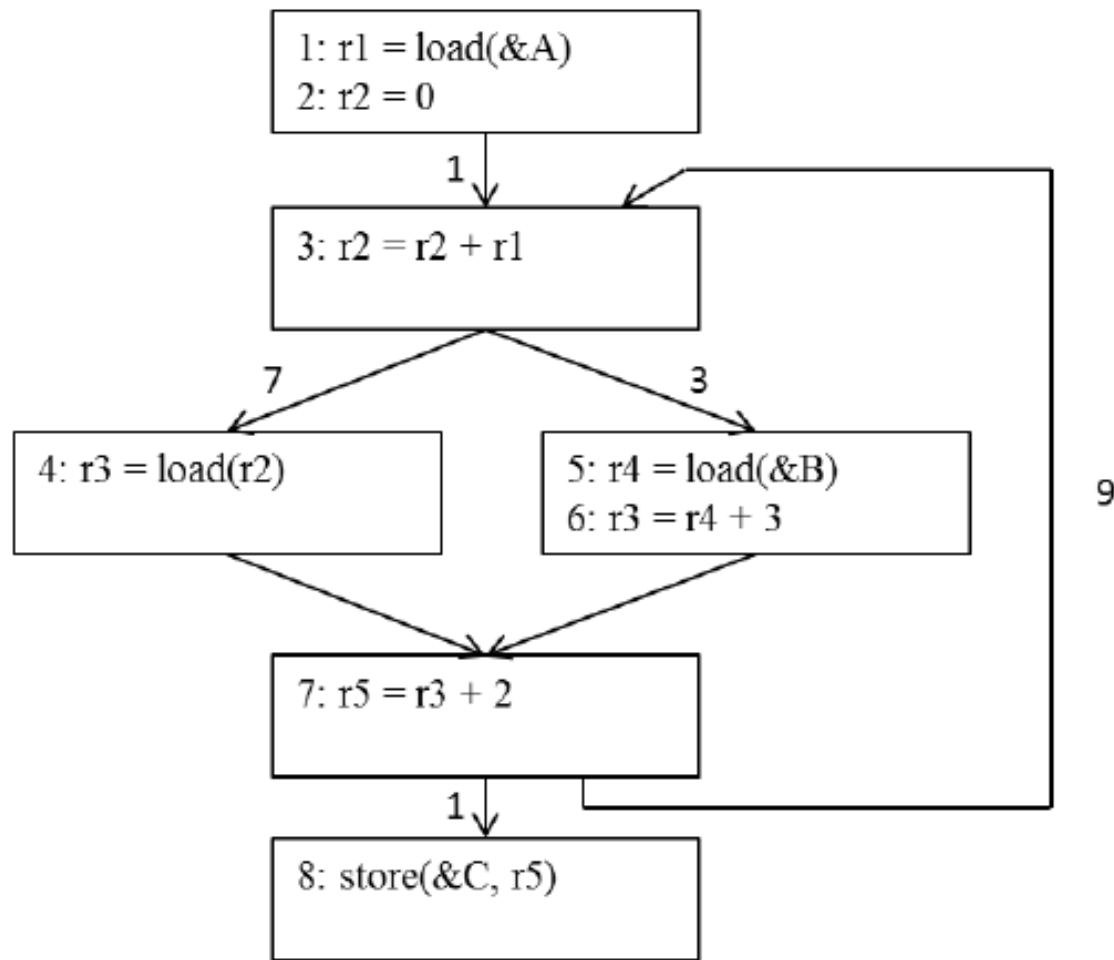 1: r1 = load(&A)
2: r2 = 0
1
3: r2 = r2 + r1
7
3
4: r3 = load(r2)
5: r4 = load(&B)
6: r3 = r4 + 3
9
7: r5 = r3 + 2
1
8: store(&C, r5)